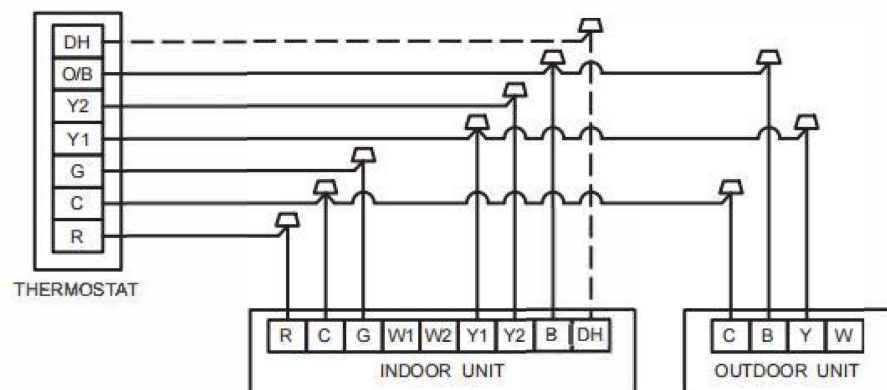 DH
O/B
Y2
Y1
G
C
R
THERMOSTAT
R C G W1 W2 Y1 Y2 B DH
INDOOR UNIT
C B Y W
OUTDOOR UNIT